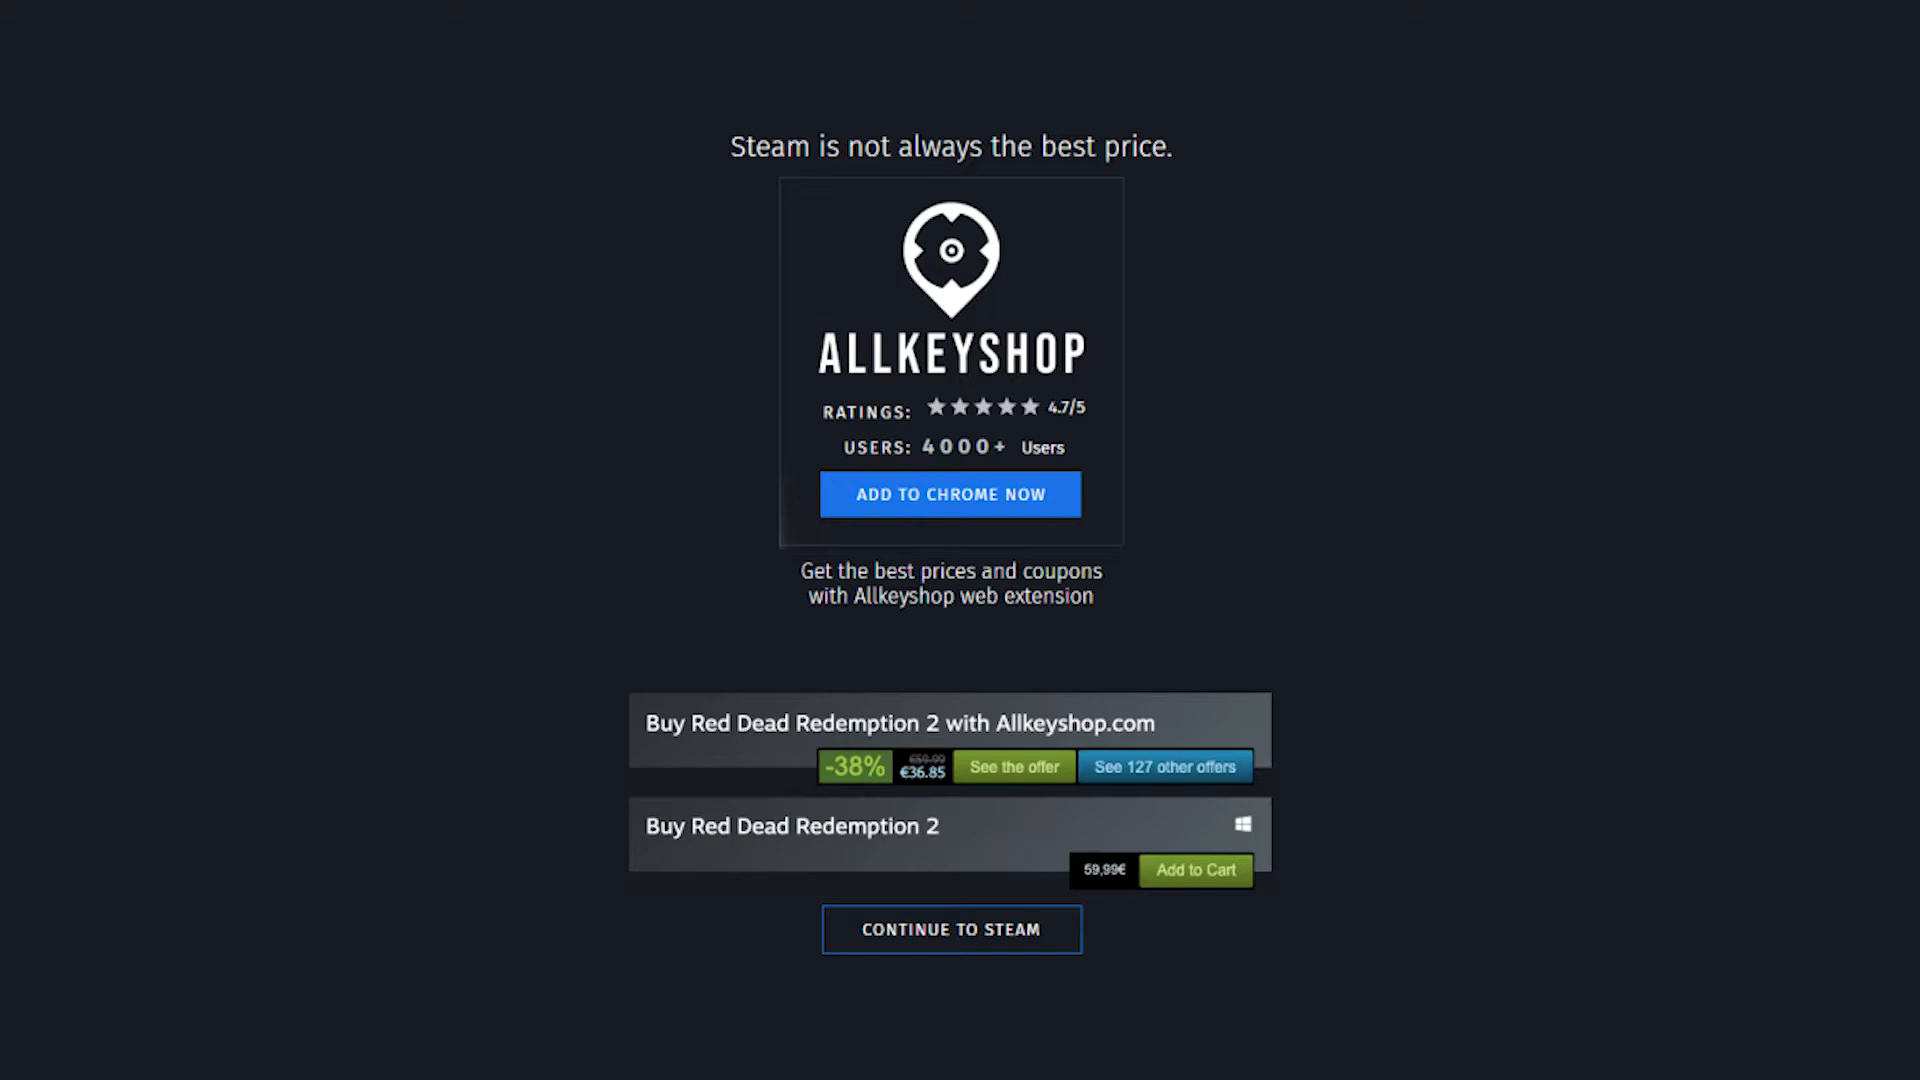 Steam is not always the best price.
ALLKEYSHOP
RATINGS: 4.7/5
USERS: 4000+ Users
ADD TO CHROME NOW
Get the best prices and coupons
with Allkeyshop web extension
Buy Red Dead Redemption 2 with Allkeyshop.com
-38% €59.99 €36.85 See the offer See 127 other offers
Buy Red Dead Redemption 2
59,99€ Add to Cart
CONTINUE TO STEAM